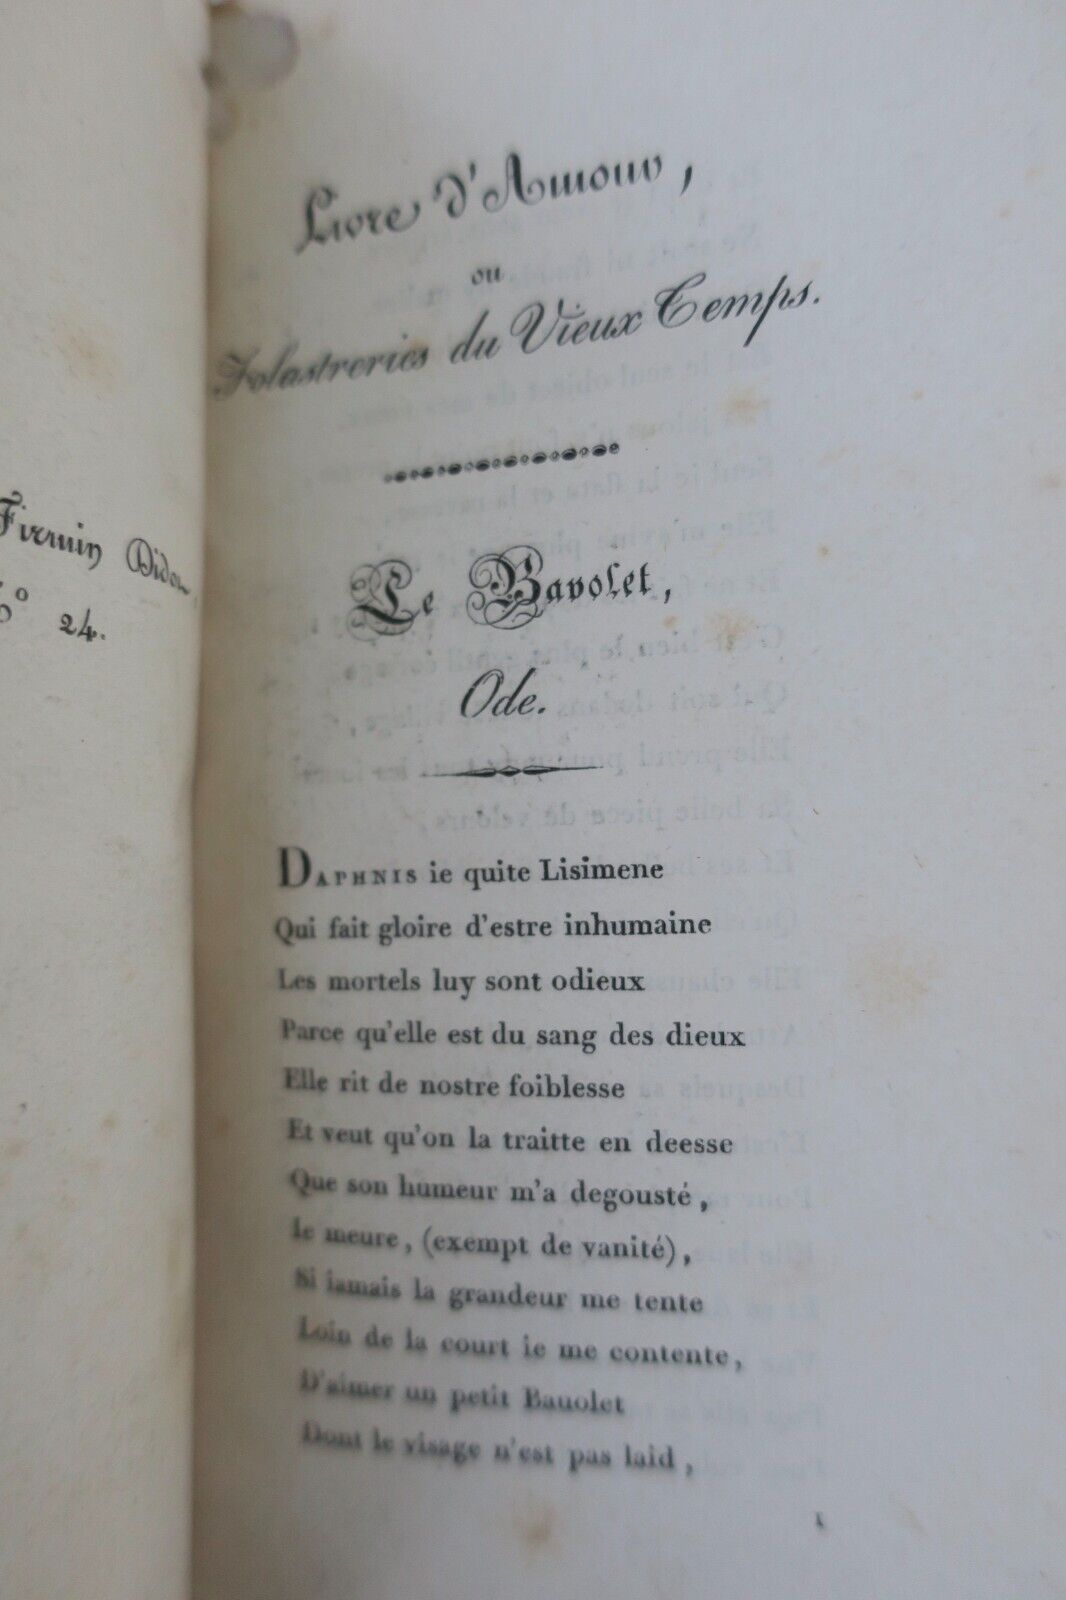 Firmin Didot,
24.
Livre d'Amour,
ou
Folastreries du Vieux Temps.
Le Bavolet,
Ode.
DAPHNIS ie quite Lisimene
Qui fait gloire d'estre inhumaine
Les mortels luy sont odieux
Parce qu'elle est du sang des dieux
Elle rit de nostre foiblesse
Et veut qu'on la traitte en deesse
Que son humeur m'a degousté,
Ie meure, (exempt de vanité),
Si iamais la grandeur me tente
Loin de la court ie me contente,
D'aimer un petit Bauolet
Dont le visage n'est pas laid,
1